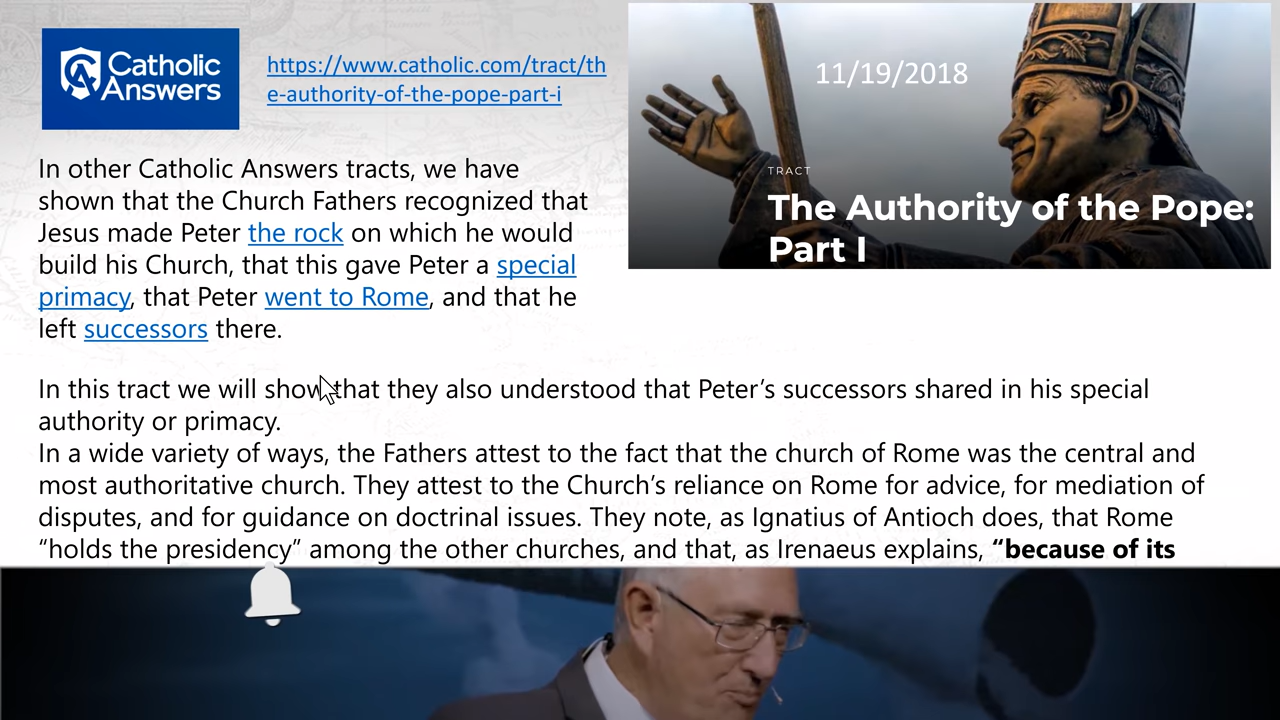 Catholic
Answers
https://www.catholic.com/tract/th
e-authority-of-the-pope-part-i
11/19/2018
TRACT
The Authority of the Pope:
Part I
In other Catholic Answers tracts, we have
shown that the Church Fathers recognized that
Jesus made Peter the rock on which he would
build his Church, that this gave Peter a special
primacy, that Peter went to Rome, and that he
left successors there.
In this tract we will show that they also understood that Peter’s successors shared in his special
authority or primacy.
In a wide variety of ways, the Fathers attest to the fact that the church of Rome was the central and
most authoritative church. They attest to the Church’s reliance on Rome for advice, for mediation of
disputes, and for guidance on doctrinal issues. They note, as Ignatius of Antioch does, that Rome
“holds the presidency” among the other churches, and that, as Irenaeus explains, “because of its